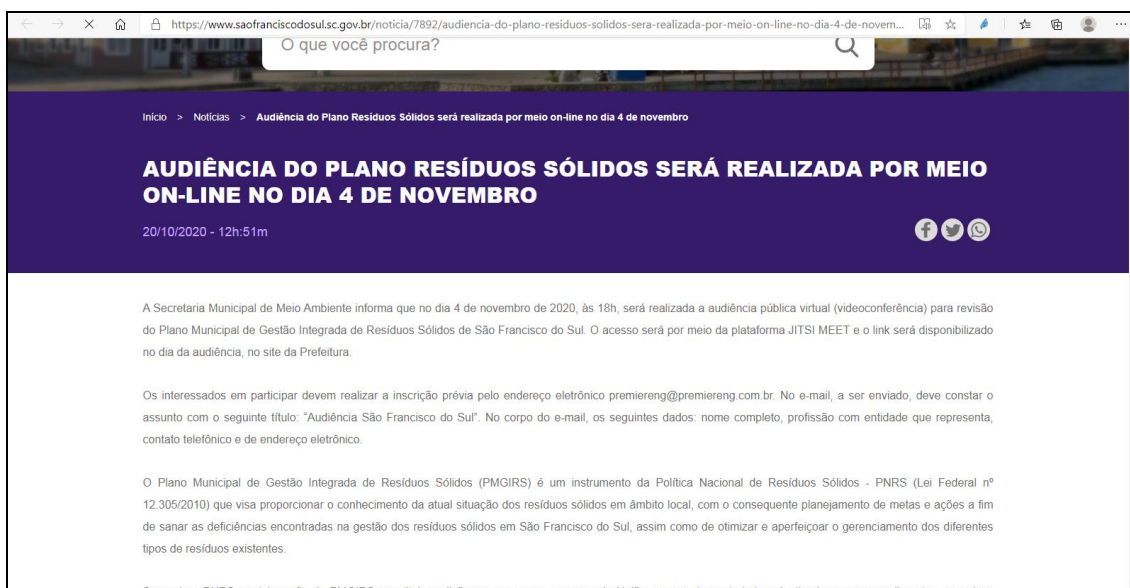 https://www.saofranciscodosul.sc.gov.br/noticia/7892/audiencia-do-plano-residuos-solidos-sera-realizada-por-meio-on-line-no-dia-4-de-novem...
O que você procura?
Início > Notícias > Audiência do Plano Resíduos Sólidos será realizada por meio on-line no dia 4 de novembro
AUDIÊNCIA DO PLANO RESÍDUOS SÓLIDOS SERÁ REALIZADA POR MEIO
ON-LINE NO DIA 4 DE NOVEMBRO
20/10/2020 - 12h:51m
A Secretaria Municipal de Meio Ambiente informa que no dia 4 de novembro de 2020, às 18h, será realizada a audiência pública virtual (videoconferência) para revisão
do Plano Municipal de Gestão Integrada de Resíduos Sólidos de São Francisco do Sul. O acesso será por meio da plataforma JITSI MEET e o link será disponibilizado
no dia da audiência, no site da Prefeitura.
Os interessados em participar devem realizar a inscrição prévia pelo endereço eletrônico premiereng@premiereng.com.br. No e-mail, a ser enviado, deve constar o
assunto com o seguinte título: “Audiência São Francisco do Sul”. No corpo do e-mail, os seguintes dados: nome completo, profissão com entidade que representa,
contato telefônico e de endereço eletrônico.
O Plano Municipal de Gestão Integrada de Resíduos Sólidos (PMGIRS) é um instrumento da Política Nacional de Resíduos Sólidos - PNRS (Lei Federal nº
12.305/2010) que visa proporcionar o conhecimento da atual situação dos resíduos sólidos em âmbito local, com o consequente planejamento de metas e ações a fim
de sanar as deficiências encontradas na gestão dos resíduos sólidos em São Francisco do Sul, assim como de otimizar e aperfeiçoar o gerenciamento dos diferentes
tipos de resíduos existentes.